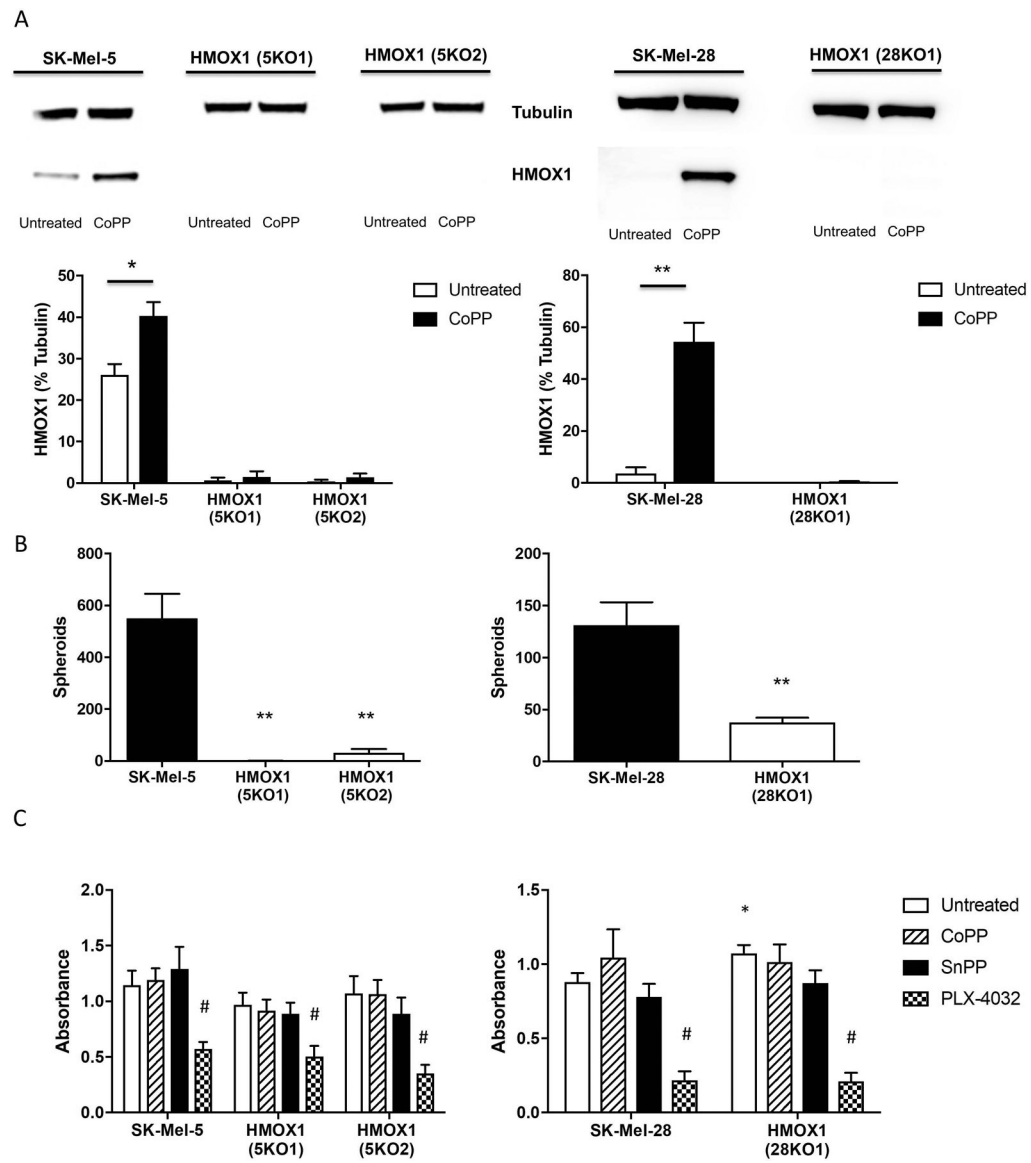 A
SK-Mel-5
HMOX1 (5KO1)
HMOX1 (5KO2)
SK-Mel-28
HMOX1 (28KO1)
Tubulin
HMOX1
Untreated CoPP
Untreated CoPP
Untreated CoPP
Untreated CoPP
Untreated CoPP
HMOX1 (% Tubulin)
50
40
30
20
10
0
*
Untreated
CoPP
SK-Mel-5
HMOX1
(5KO1)
HMOX1
(5KO2)
HMOX1 (% Tubulin)
80
60
40
20
0
**
Untreated
CoPP
SK-Mel-28
HMOX1
(28KO1)
B
Spheroids
800
600
400
200
0
**
**
SK-Mel-5
HMOX1
(5KO1)
HMOX1
(5KO2)
Spheroids
200
150
100
50
0
**
SK-Mel-28
HMOX1
(28KO1)
C
Absorbance
2.0
1.5
1.0
0.5
0.0
#
#
#
SK-Mel-5
HMOX1
(5KO1)
HMOX1
(5KO2)
Absorbance
1.5
1.0
0.5
0.0
#
*
#
SK-Mel-28
HMOX1
(28KO1)
Untreated
CoPP
SnPP
PLX-4032